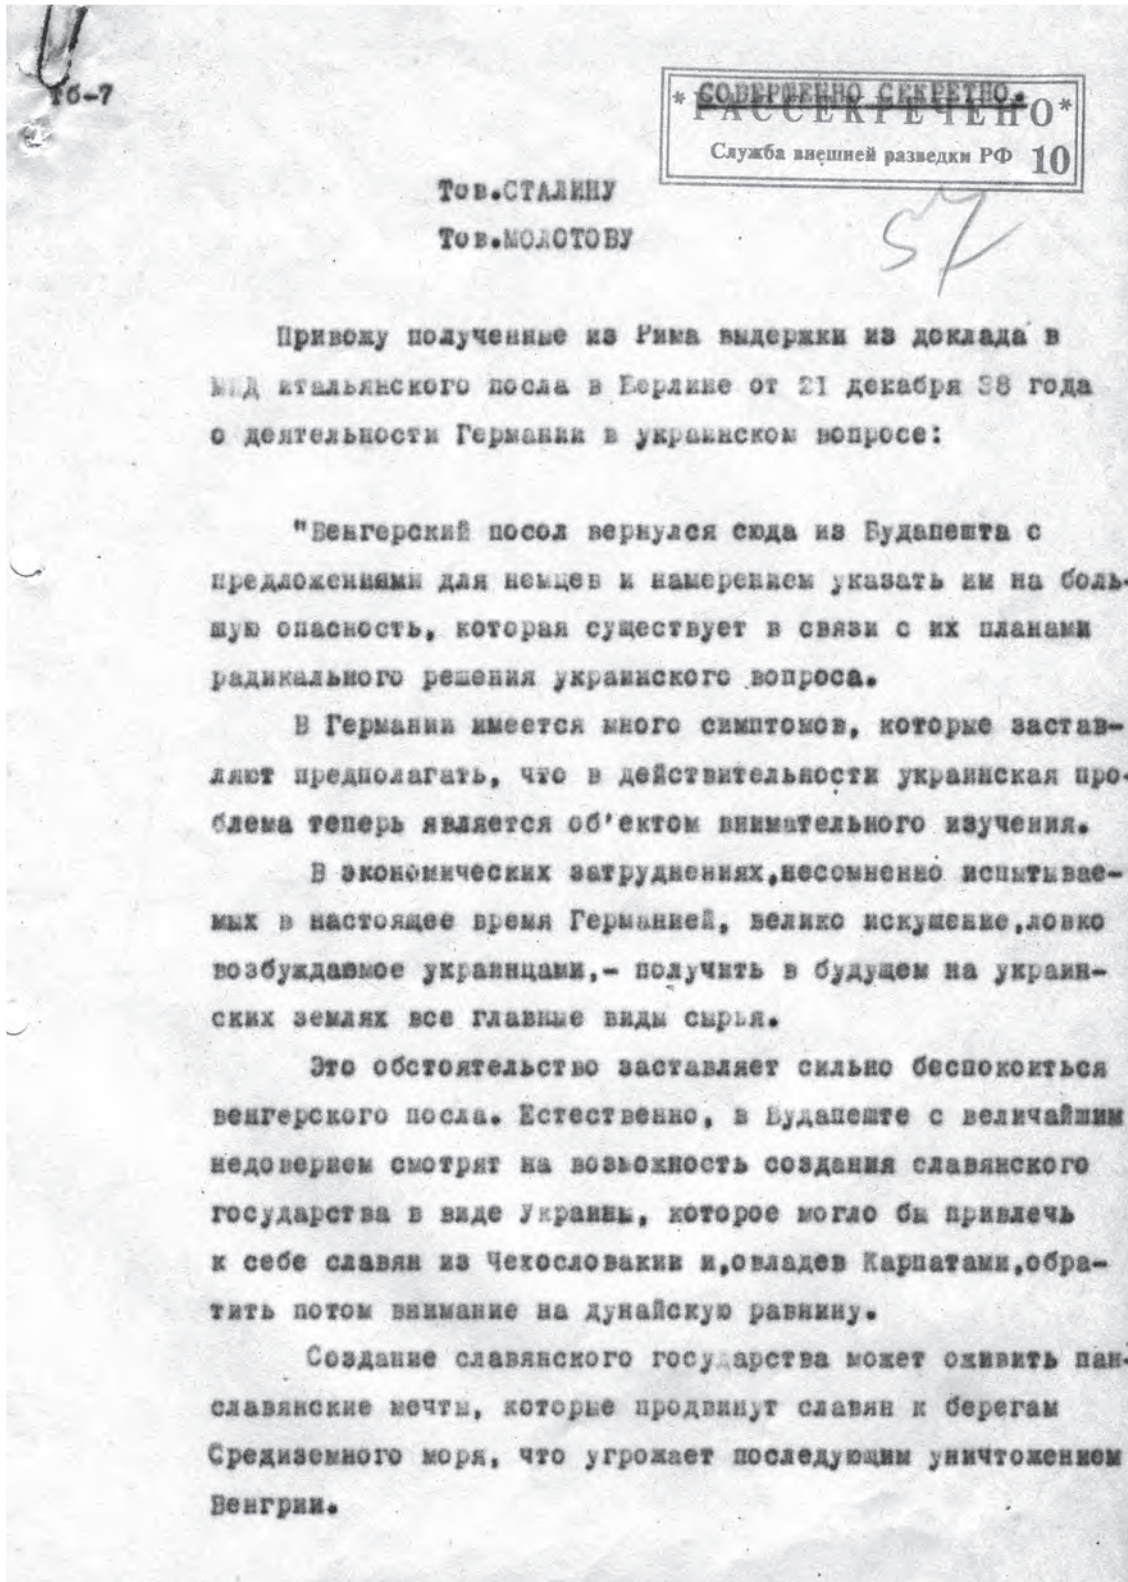 тб-7
СОВЕРШЕННО СЕКРЕТНО.
*РАССЕКРЕЧЕНО*
Служба внешней разведки РФ 10
Тов.СТАЛИНУ
57
Тов.МОЛОТОВУ
Привожу полученные из Рима выдержки из доклада в
МИД итальянского посла в Берлине от 21 декабря 38 года
о деятельности Германии в украинском вопросе:
"Венгерский посол вернулся сюда из Будапешта с
предложениями для немцев и намерением указать им на боль-
шую опасность, которая существует в связи с их планами
радикального решения украинского вопроса.
В Германии имеется много симптомов, которые застав-
ляют предполагать, что в действительности украинская про-
блема теперь является об'ектом внимательного изучения.
В экономических затруднениях,несомненно испытывае-
мых в настоящее время Германией, велико искушение,ловко
возбуждаемое украинцами,- получить в будущем на украин-
ских землях все главные виды сырья.
Это обстоятельство заставляет сильно беспокоиться
венгерского посла. Естественно, в Будапеште с величайшим
недоверием смотрят на возможность создания славянского
государства в виде Украины, которое могло бы привлечь
к себе славян из Чехословакии и,овладев Карпатами,обра-
тить потом внимание на дунайскую равнину.
Создание славянского государства может оживить пан-
славянские мечты, которые продвинут славян к берегам
Средиземного моря, что угрожает последующим уничтожением
Венгрии.